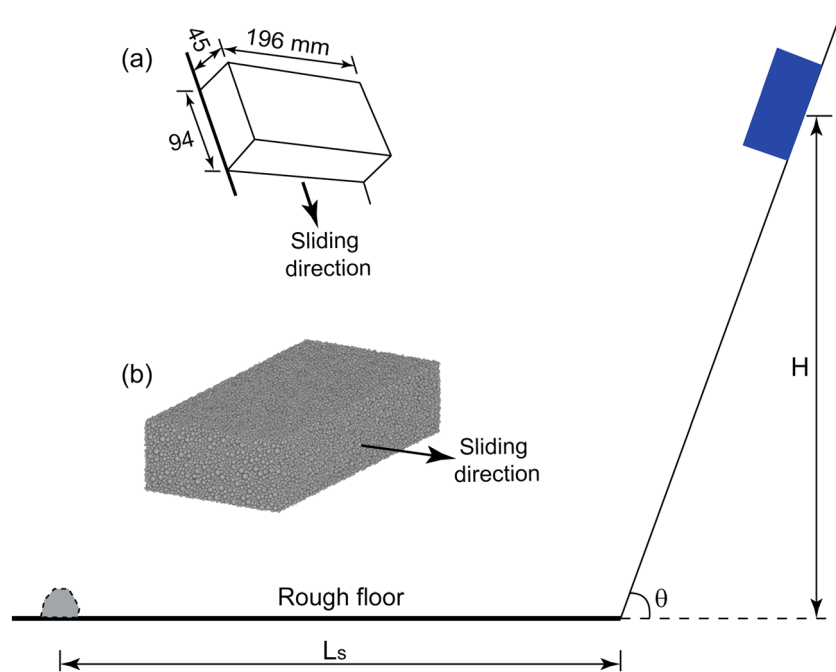 (a)
45
196 mm
94
Sliding
direction
(b)
Sliding
direction
H
Rough floor
θ
Ls